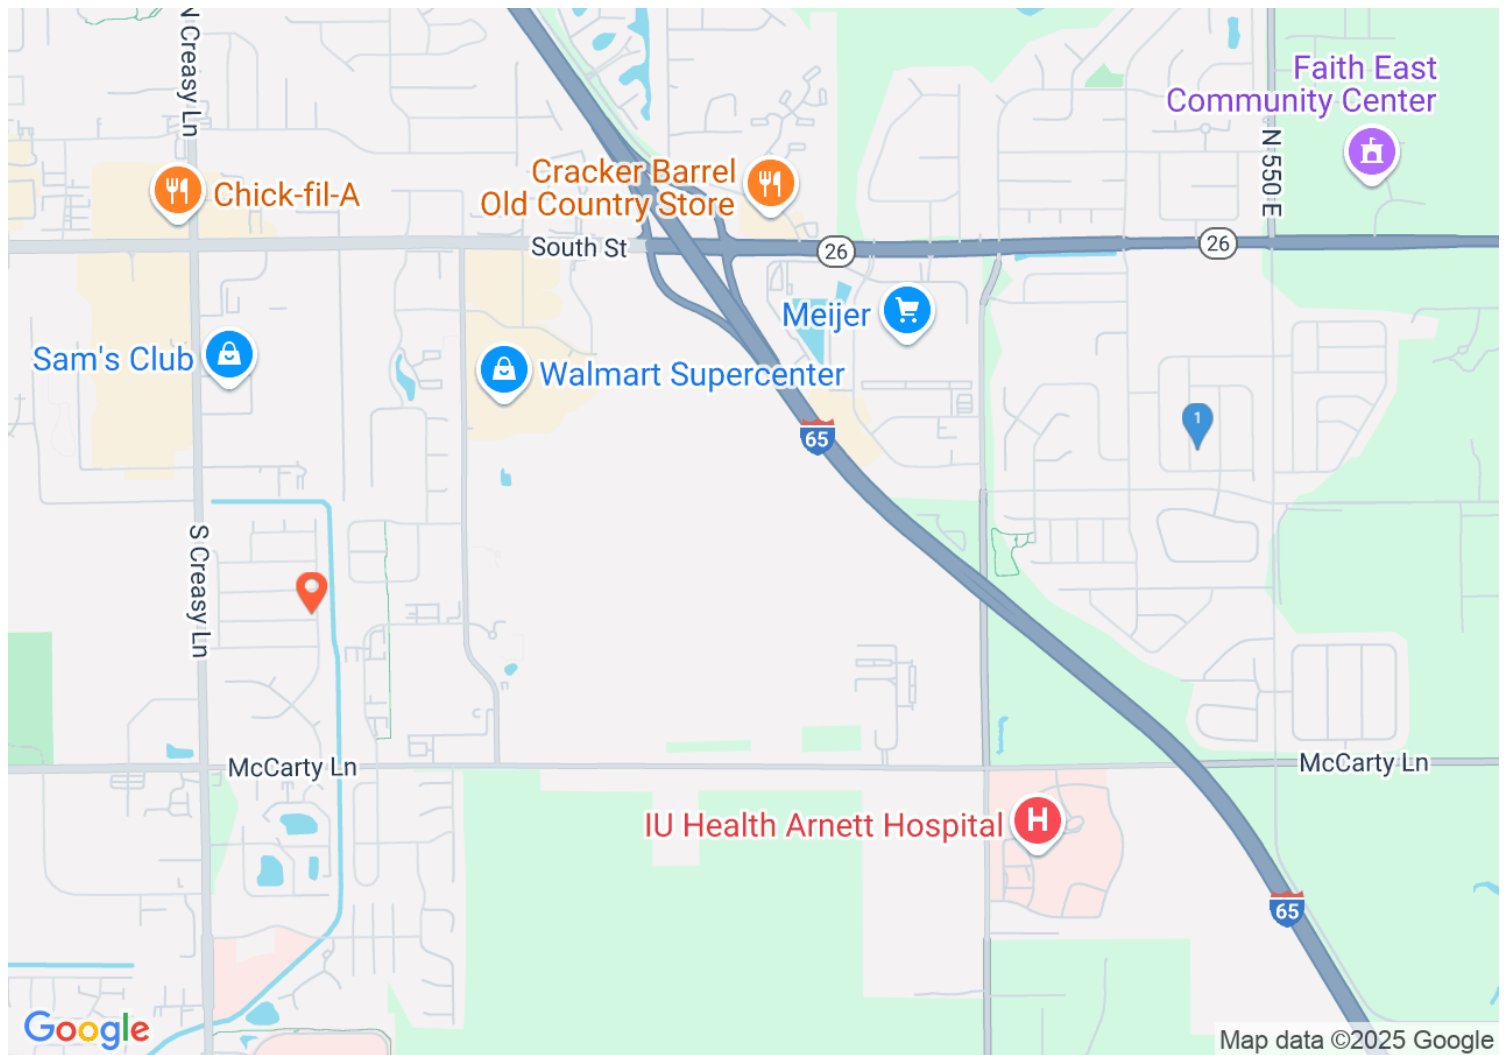 N Creasy Ln
Faith East
Community Center
N 550 E
Cracker Barrel
Old Country Store
Chick-fil-A
South St
26
26
Meijer
Sam's Club
Walmart Supercenter
1
65
S Creasy Ln
McCarty Ln
McCarty Ln
IU Health Arnett Hospital
H
65
Google
Map data ©2025 Google